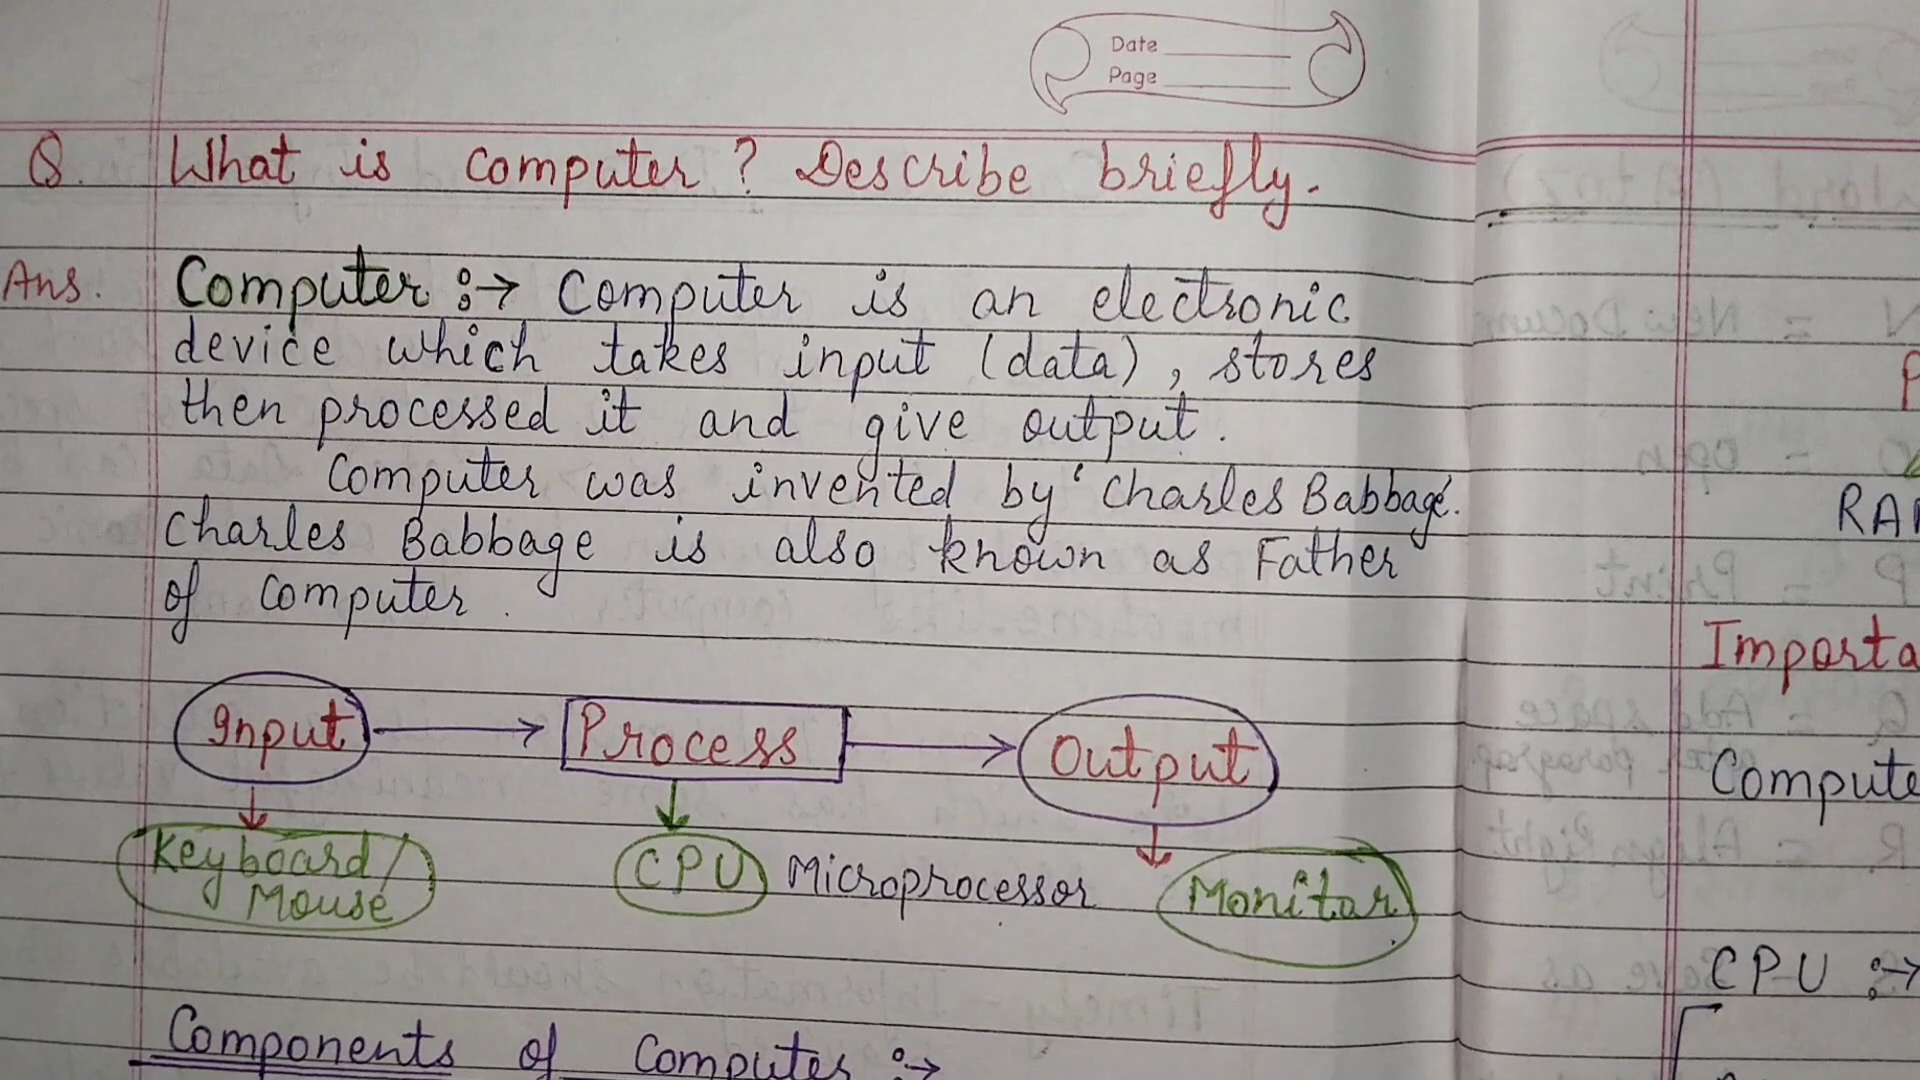 Date
Page
Q. What is computer? Describe briefly.
Ans. Computer :→ Computer is an electronic
device which takes input (data), stores
then processed it and give output.
Computer was invented by 'Charles Babbage'.
Charles Babbage is also known as Father
of computer.
Input → Process → Output
Keyboard/
Mouse
CPU Microprocessor
Monitor
Components of Computer :→
RA
Importa
Compute
CPU :→